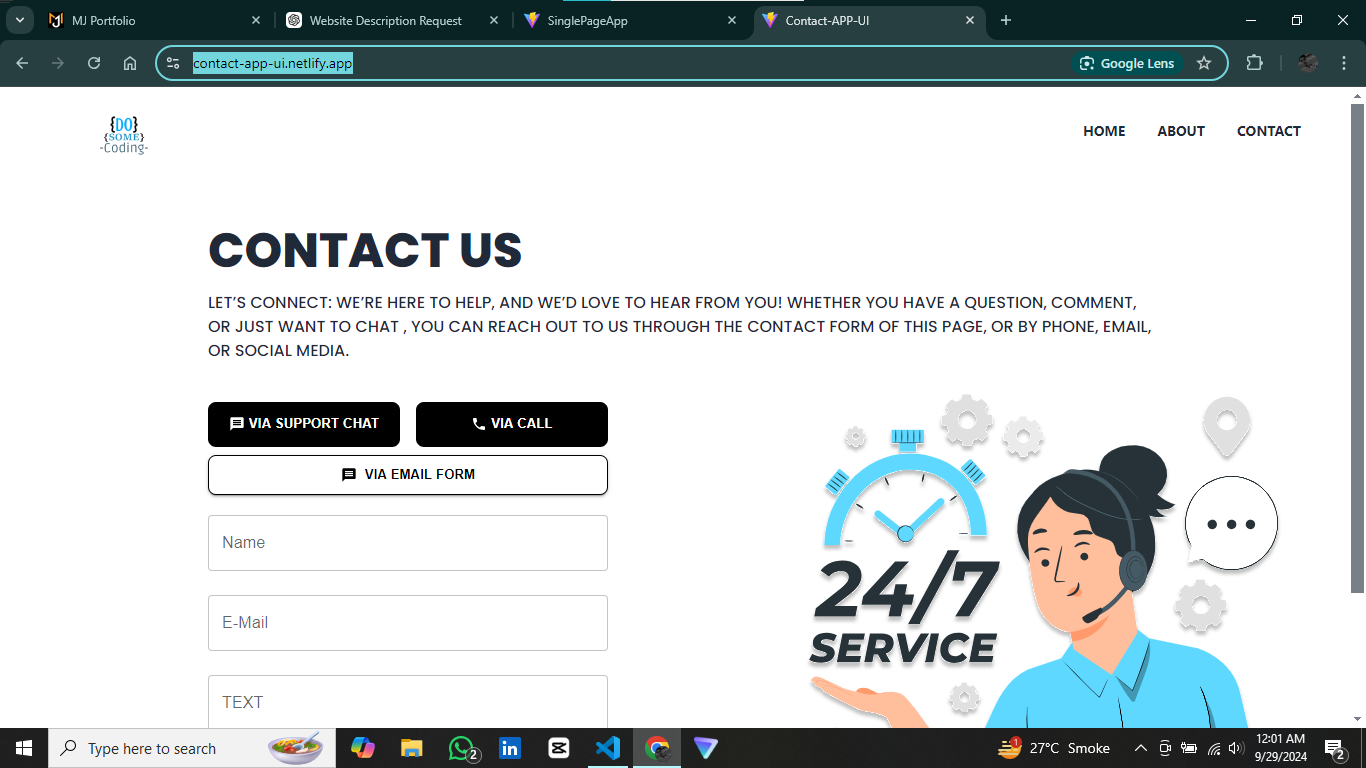 MJ Portfolio
Website Description Request
SinglePageApp
Contact-APP-UI
contact-app-ui.netlify.app
Google Lens
{DO
{SOME}
-Coding-
HOME ABOUT CONTACT
CONTACT US
LET’S CONNECT: WE’RE HERE TO HELP, AND WE’D LOVE TO HEAR FROM YOU! WHETHER YOU HAVE A QUESTION, COMMENT,
OR JUST WANT TO CHAT , YOU CAN REACH OUT TO US THROUGH THE CONTACT FORM OF THIS PAGE, OR BY PHONE, EMAIL,
OR SOCIAL MEDIA.
VIA SUPPORT CHAT
VIA CALL
VIA EMAIL FORM
Name
E-Mail
TEXT
24/7
SERVICE
Type here to search
2
1
27°C Smoke
12:01 AM
9/29/2024
2